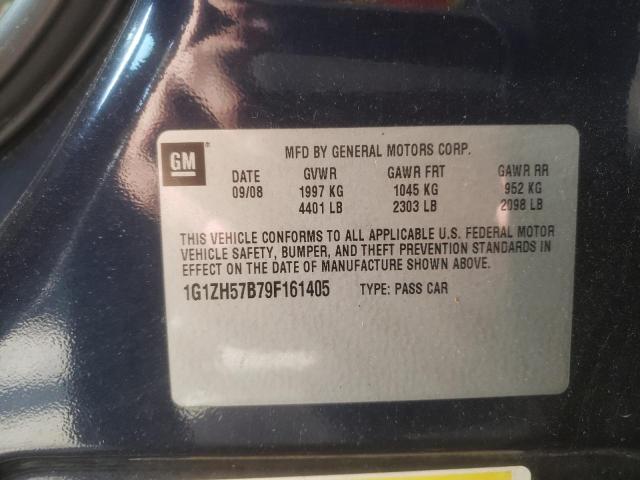 GM
MFD BY GENERAL MOTORS CORP.
DATE GVWR GAWR FRT GAWR RR
09/08 1997 KG 1045 KG 952 KG
4401 LB 2303 LB 2098 LB
THIS VEHICLE CONFORMS TO ALL APPLICABLE U.S. FEDERAL MOTOR
VEHICLE SAFETY, BUMPER, AND THEFT PREVENTION STANDARDS IN
EFFECT ON THE DATE OF MANUFACTURE SHOWN ABOVE.
1G1ZH57B79F161405 TYPE: PASS CAR